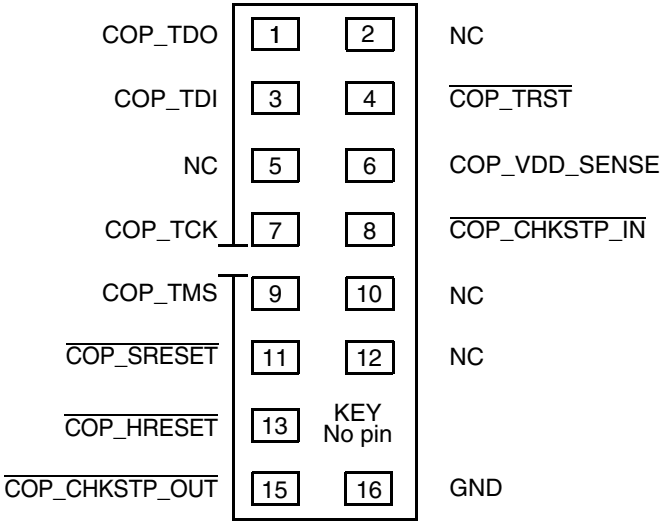 COP_TDO 1 2 NC
COP_TDI 3 4 COP_TRST
NC 5 6 COP_VDD_SENSE
COP_TCK 7 8 COP_CHKSTP_IN
COP_TMS 9 10 NC
COP_SRESET 11 12 NC
COP_HRESET 13 KEY
No pin
COP_CHKSTP_OUT 15 16 GND